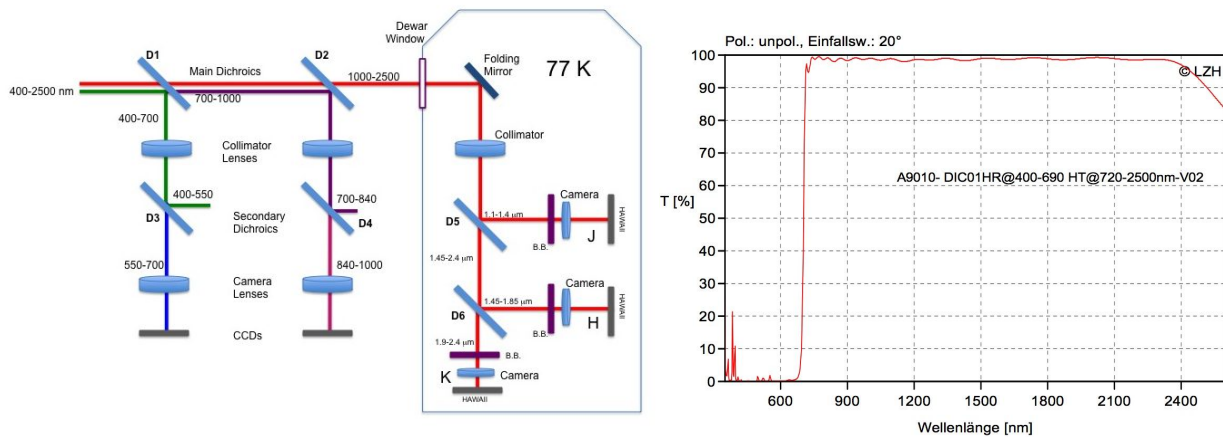 Dewar
Window
D1
D2
Folding
Mirror
77 K
Main Dichroics
1000-2500
400-2500 nm
700-1000
400-700
Collimator
Lenses
Collimator
400-550
700-840
D3
Secondary
Dichroics
D4
D5
1.1-1.4 μm
Camera
HAWAII
J
B.B.
550-700
840-1000
1.45-2.4 μm
Camera
Lenses
D6
1.45-1.85 μm
Camera
HAWAII
H
B.B.
CCDs
1.9-2.4 μm
B.B.
K
Camera
HAWAII
Pol.: unpol., Einfallsw.: 20°
© LZH
A9010- DIC01HR@400-690 HT@720-2500nm-V02
T [%]
100
90
80
70
60
50
40
30
20
10
0
600
900
1200
1500
1800
2100
2400
Wellenlänge [nm]